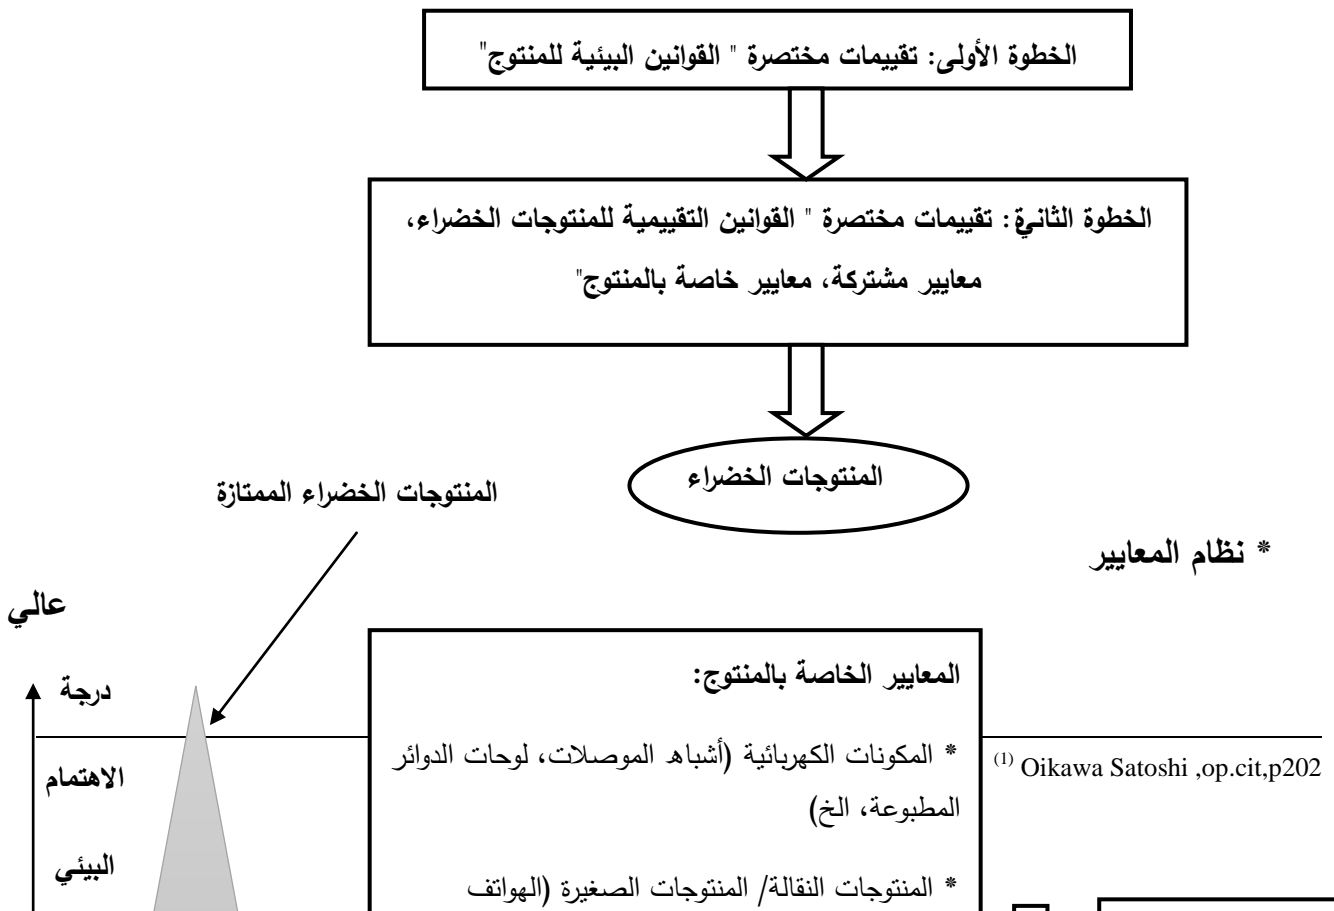 الخطوة الأولى: تقييمات مختصرة " القوانين البيئية للمنتوج"
الخطوة الثانية: تقييمات مختصرة " القوانين التقييمية للمنتوجات الخضراء،
معايير مشتركة، معايير خاصة بالمنتوج"
المنتوجات الخضراء
المنتوجات الخضراء الممتازة
* نظام المعايير
عالي
درجة
الاهتمام
البيئي
المعايير الخاصة بالمنتوج:
* المكونات الكهربائية (أشباه الموصلات، لوحات الدوائر
المطبوعة، الخ)
* المنتوجات النقالة/ المنتوجات الصغيرة (الهواتف
(1) Oikawa Satoshi ,op.cit,p202